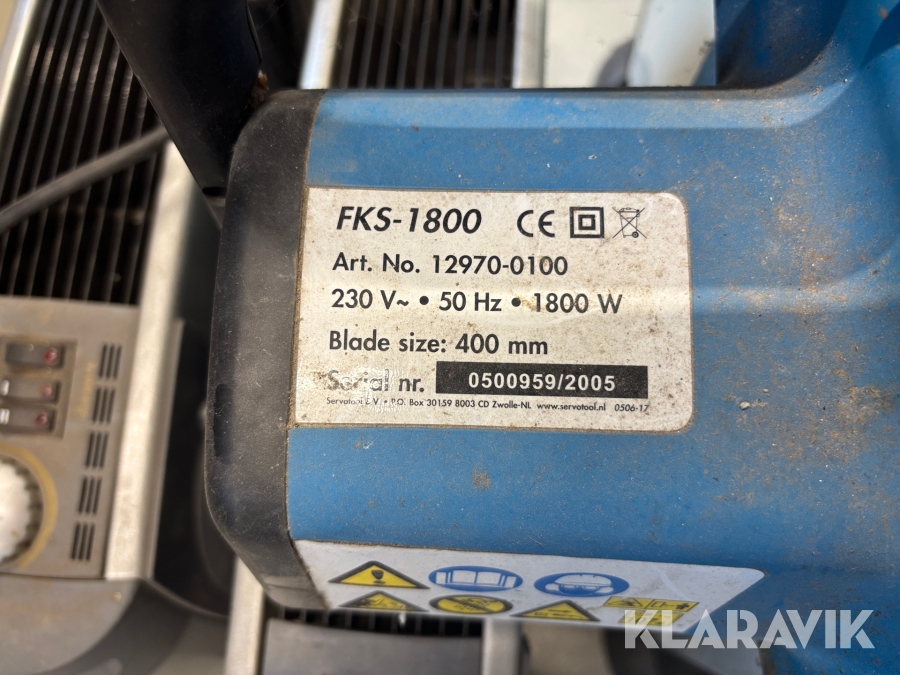 FKS-1800 CE
Art. No. 12970-0100
230 V~ • 50 Hz • 1800 W
Blade size: 400 mm
Serial nr. 0500959/2005
Servotool B.V. • P.O. Box 30159 8003 CD Zwolle-NL www.servotool.nl 0506-17
KLARAVIK